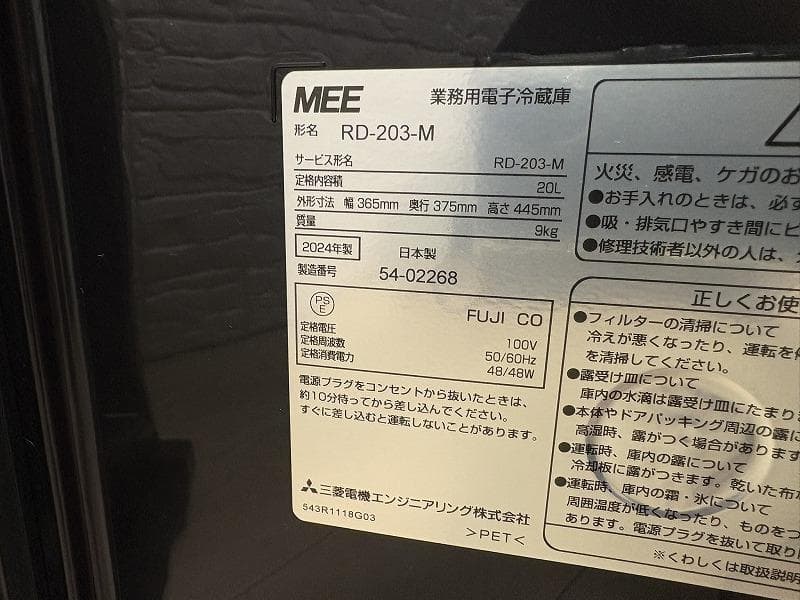 MEE 業務用電子冷蔵庫
形名 RD-203-M
サービス形名 RD-203-M
定格内容積 20L
外形寸法 幅 365mm 奥行 375mm 高さ 445mm
質量 9kg
2024年製 日本製
製造番号 54-02268
PS
E
FUJI CO
定格電圧 100V
定格周波数 50/60Hz
定格消費電力 48/48W
電源プラグをコンセントから抜いたときは、
約10分待ってから差し込んでください。
すぐに差し込むと運転しないことがあります。
三菱電機エンジニアリング株式会社
543R1118G03
>PET<
火災、感電、ケガのお
●お手入れのときは、必ず
●吸・排気口やすき間にピ
●修理技術者以外の人は、
正しくお使
●フィルターの清掃について
冷えが悪くなったり、運転を停
を清掃してください。
●露受け皿について
庫内の水滴は露受け皿にたまりま
●本体やドアパッキング周辺の露に
高湿時、露がつく場合があります
●運転時、庫内の露について
冷却板に露がつきます。乾いた布
●運転時、庫内の霜・氷について
周囲温度が低くなったり、ものをつ
あります。電源プラグを抜いて取り
※くわしくは取扱説明